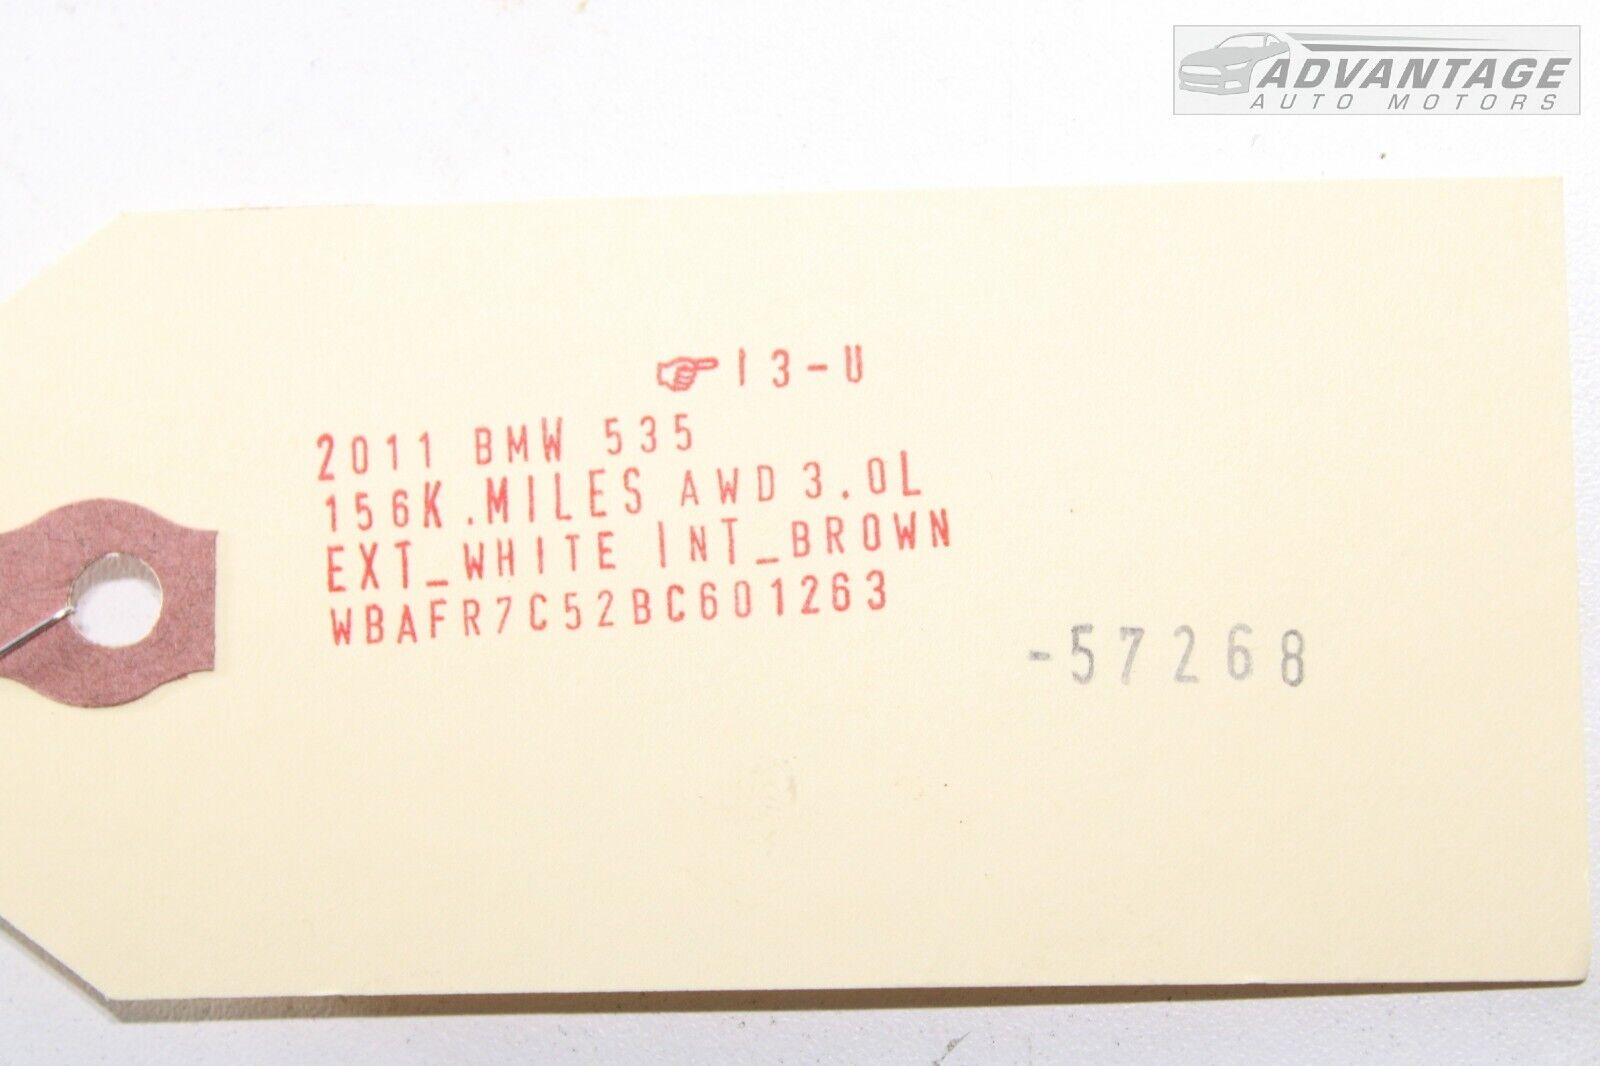 ADVANTAGE
AUTO MOTORS
☞13-U
2011 BMW 535
156K.MILES AWD 3.0L
EXT_WHITE INT_BROWN
WBAFR7C52BC601263
-57268